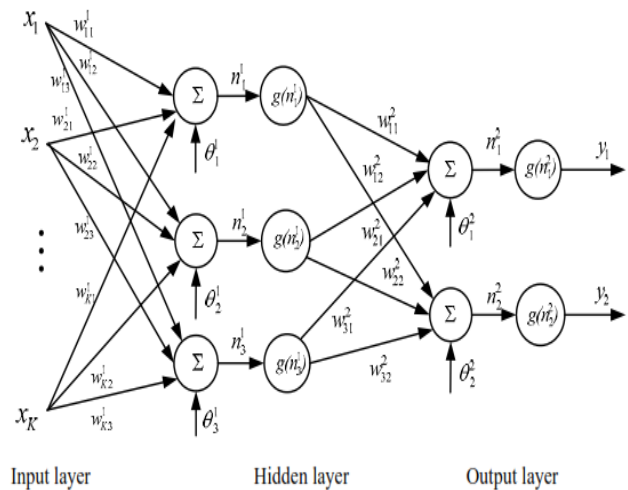 x₁
w¹₁₁
w¹₁₂
w¹₁₃
Σ
n¹₁
g(n¹₁)
θ¹₁
w²₁₁
w²₁₂
x₂
w¹₂₁
w¹₂₂
w¹₂₃
Σ
n¹₂
g(n¹₂)
θ¹₂
w²₂₁
w²₂₂
Σ
n²₁
g(n²₁)
y₁
θ²₁
⋮
w¹K1
w¹K2
w¹K3
xK
Σ
n¹₃
g(n¹₃)
θ¹₃
w²₃₁
w²₃₂
Σ
n²₂
g(n²₂)
y₂
θ²₂
Input layer Hidden layer Output layer